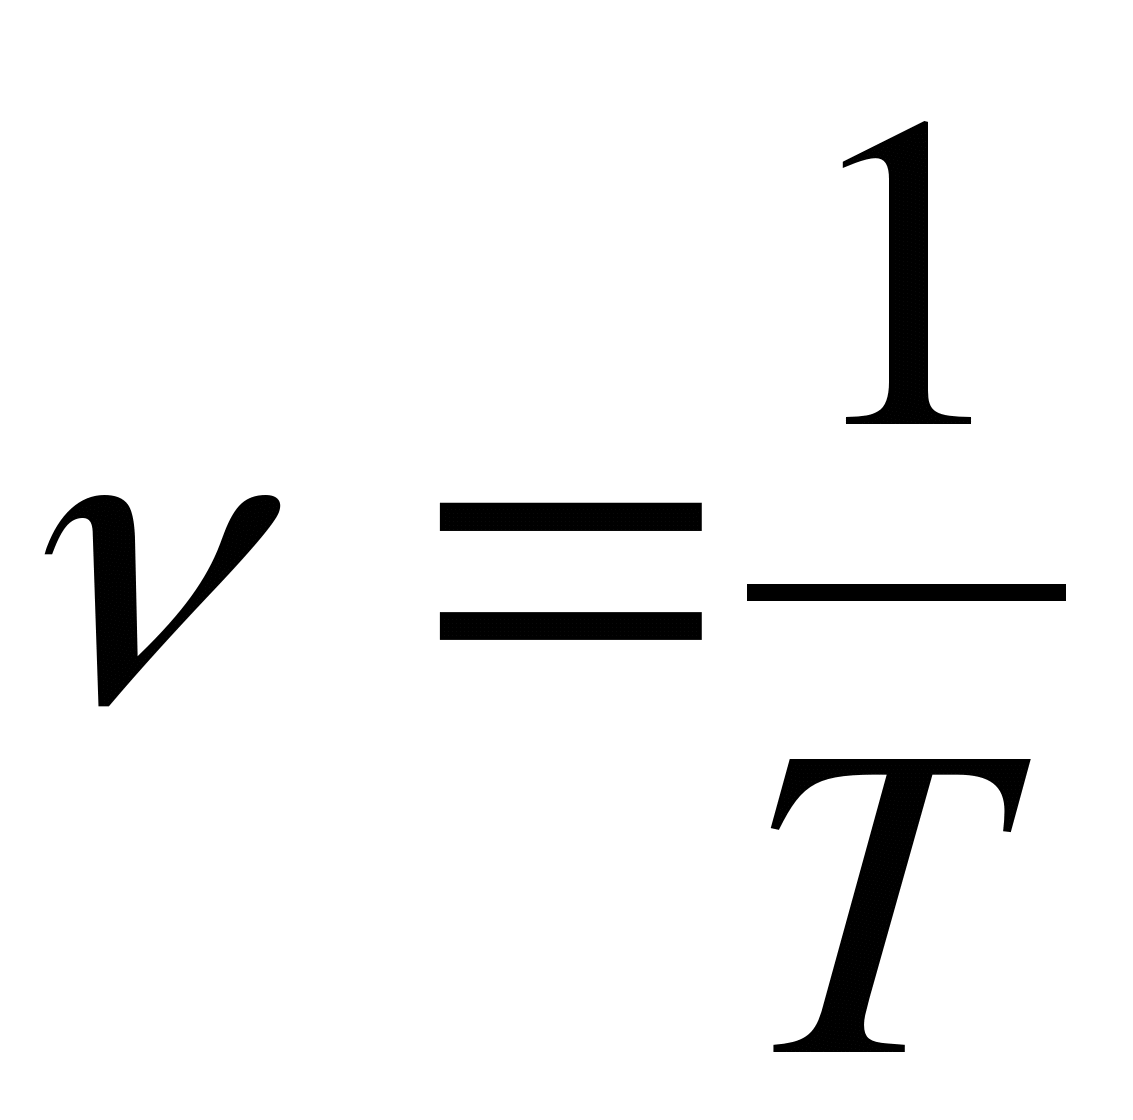 ν = 1/T